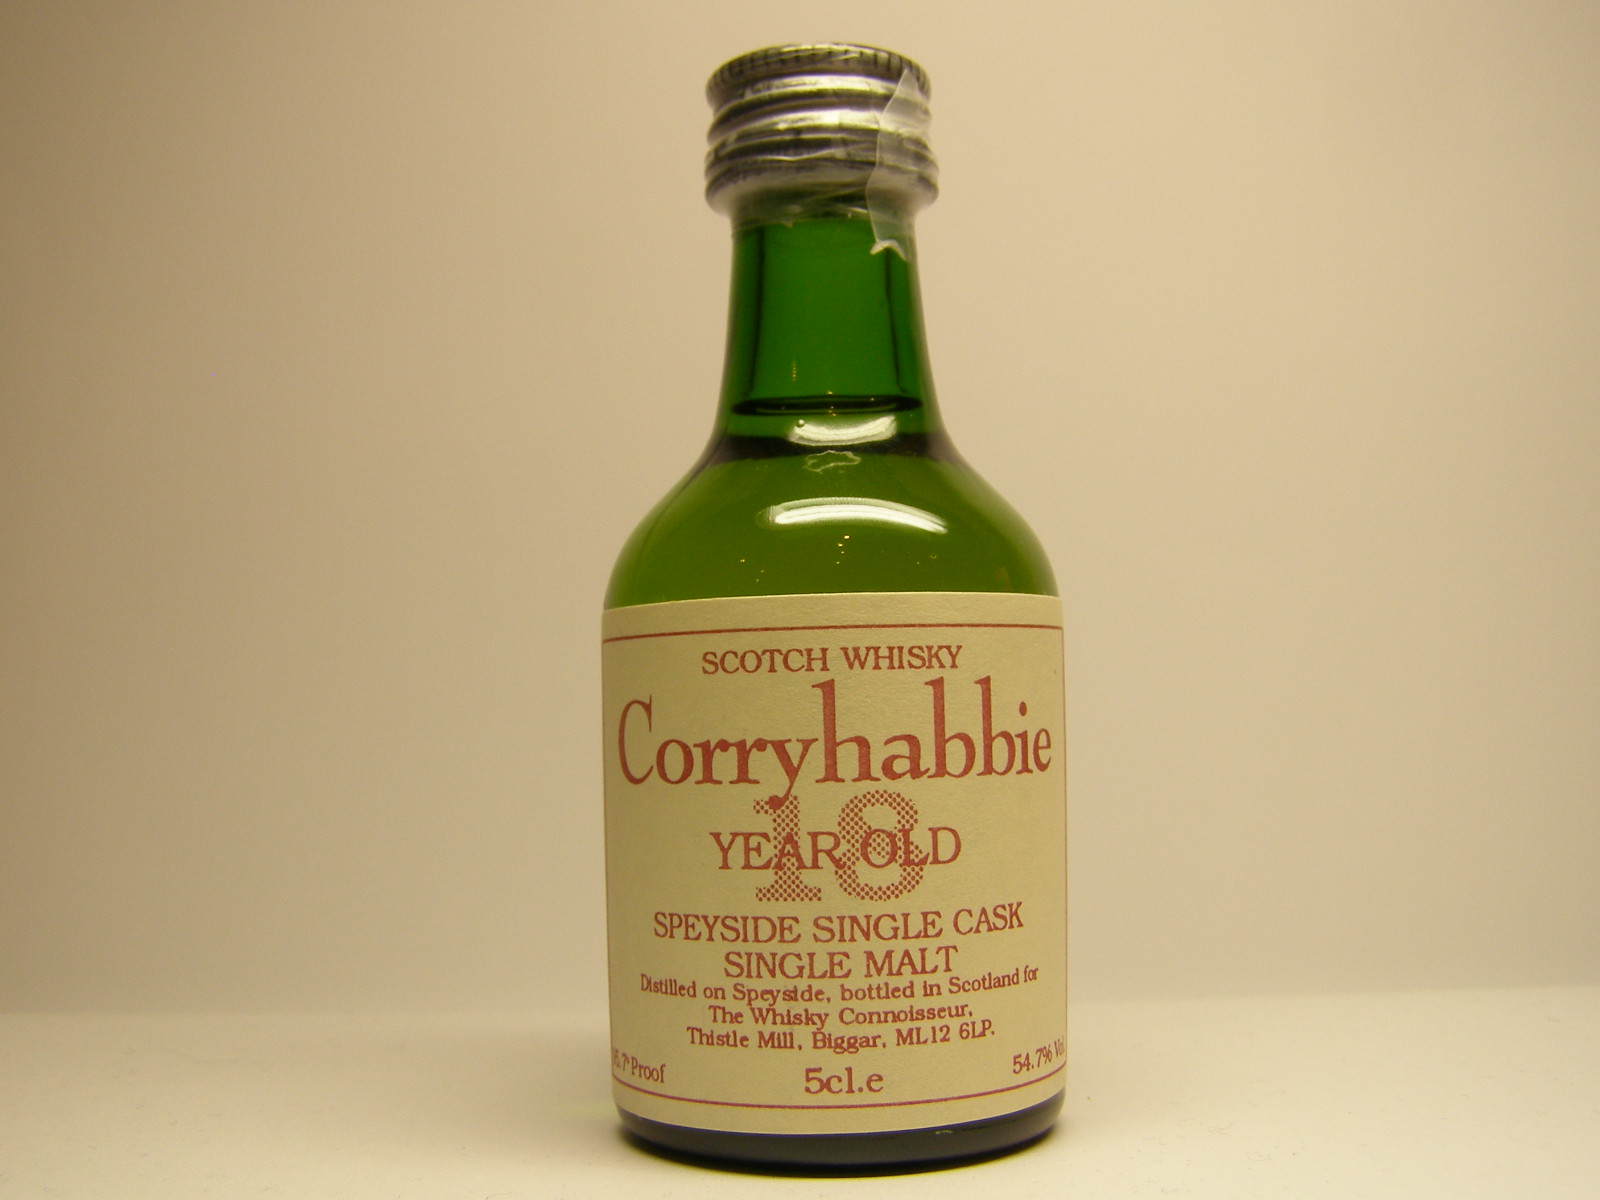 SCOTCH WHISKY
Corryhabbie
18
YEAR OLD
SPEYSIDE SINGLE CASK
SINGLE MALT
Distilled on Speyside, bottled in Scotland for
The Whisky Connoisseur,
Thistle Mill, Biggar, ML12 6LP.
Proof 5cl.e 54.7% Vol